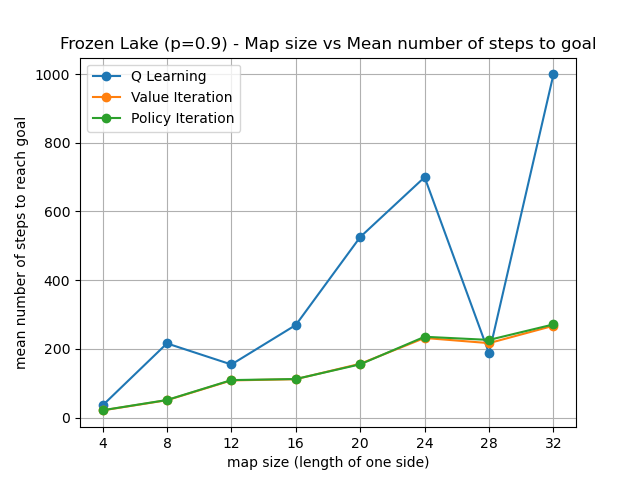 Frozen Lake (p=0.9) - Map size vs Mean number of steps to goal
Q Learning
Value Iteration
Policy Iteration
mean number of steps to reach goal
1000
800
600
400
200
0
4 8 12 16 20 24 28 32
map size (length of one side)